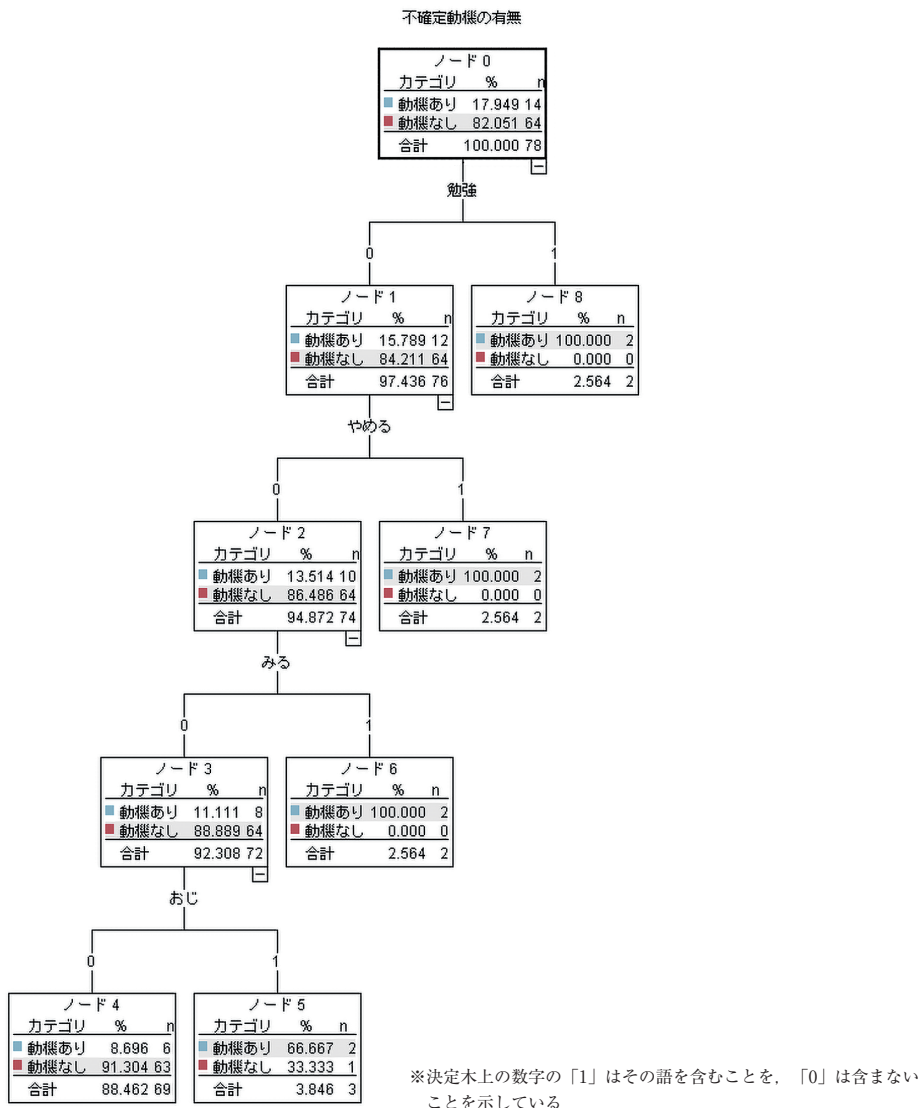 不確定動機の有無
ノード 0
カテゴリ % n
動機あり 17.949 14
動機なし 82.051 64
合計 100.000 78
勉強
0 1
ノード 1
カテゴリ % n
動機あり 15.789 12
動機なし 84.211 64
合計 97.436 76
ノード 8
カテゴリ % n
動機あり 100.000 2
動機なし 0.000 0
合計 2.564 2
やめる
0 1
ノード 2
カテゴリ % n
動機あり 13.514 10
動機なし 86.486 64
合計 94.872 74
ノード 7
カテゴリ % n
動機あり 100.000 2
動機なし 0.000 0
合計 2.564 2
みる
0 1
ノード 3
カテゴリ % n
動機あり 11.111 8
動機なし 88.889 64
合計 92.308 72
ノード 6
カテゴリ % n
動機あり 100.000 2
動機なし 0.000 0
合計 2.564 2
おじ
0 1
ノード 4
カテゴリ % n
動機あり 8.696 6
動機なし 91.304 63
合計 88.462 69
ノード 5
カテゴリ % n
動機あり 66.667 2
動機なし 33.333 1
合計 3.846 3
※決定木上の数字の「1」はその語を含むことを,「0」は含まない
ことを示している